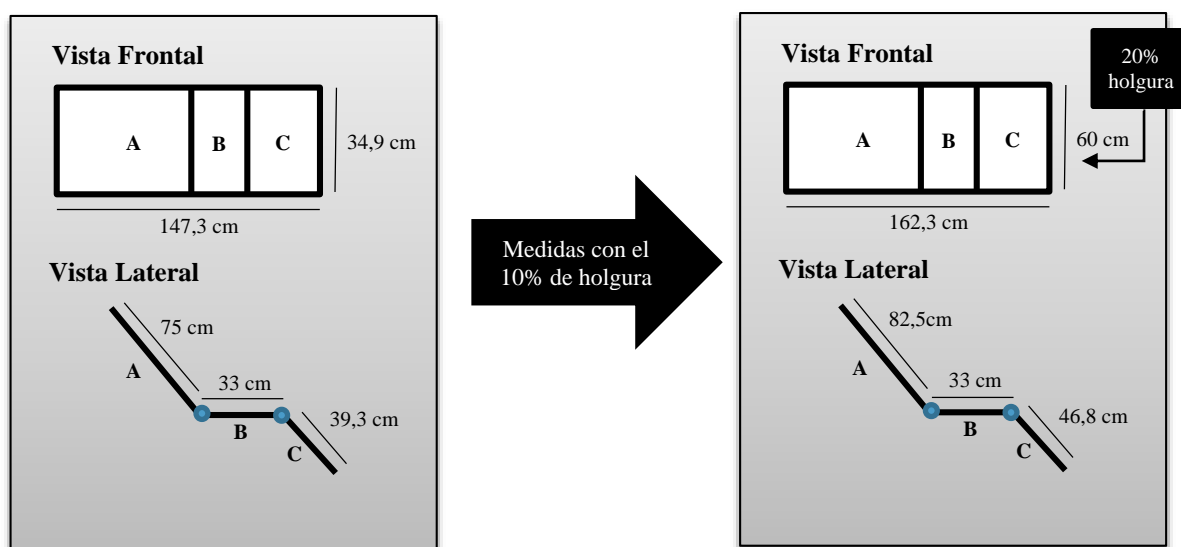 Vista Frontal
A
B
C
34,9 cm
147,3 cm
Vista Lateral
75 cm
A
33 cm
B
39,3 cm
C
Medidas con el
10% de holgura
Vista Frontal
20%
holgura
A
B
C
60 cm
162,3 cm
Vista Lateral
82,5cm
A
33 cm
B
46,8 cm
C